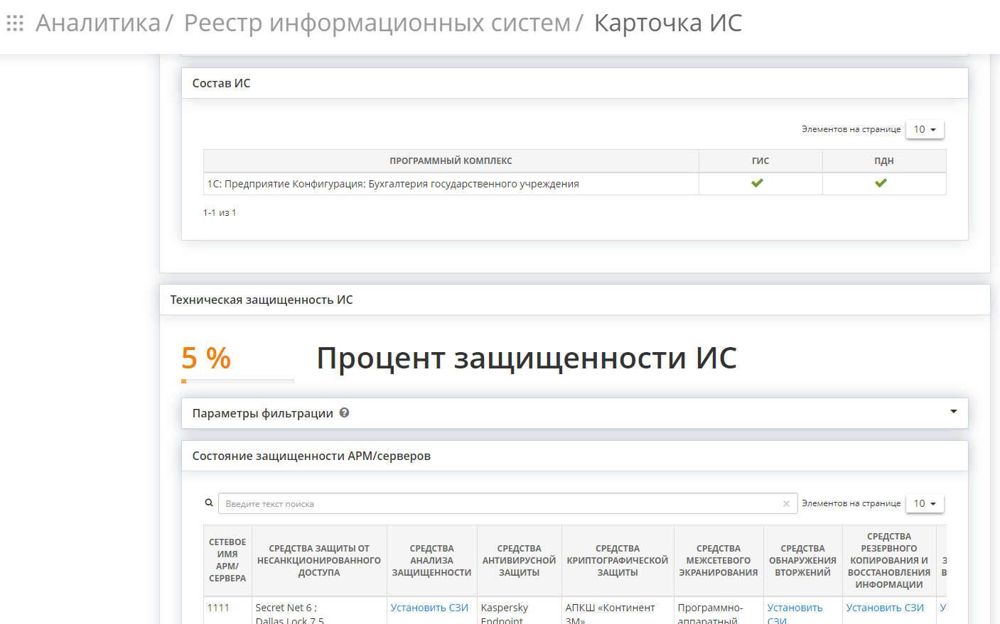 Аналитика / Реестр информационных систем / Карточка ИС
Состав ИС
Элементов на странице 10
ПРОГРАММНЫЙ КОМПЛЕКС ГИС ПДН
1С: Предприятие Конфигурация: Бухгалтерия государственного учреждения
1-1 из 1
Техническая защищенность ИС
5 % Процент защищенности ИС
Параметры фильтрации
Состояние защищенности АРМ/серверов
Введите текст поиска Элементов на странице 10
СЕТЕВОЕ ИМЯ АРМ/СЕРВЕРА
СРЕДСТВА ЗАЩИТЫ ОТ НЕСАНКЦИОНИРОВАННОГО ДОСТУПА
СРЕДСТВА АНАЛИЗА ЗАЩИЩЕННОСТИ
СРЕДСТВА АНТИВИРУСНОЙ ЗАЩИТЫ
СРЕДСТВА КРИПТОГРАФИЧЕСКОЙ ЗАЩИТЫ
СРЕДСТВА МЕЖСЕТЕВОГО ЭКРАНИРОВАНИЯ
СРЕДСТВА ОБНАРУЖЕНИЯ ВТОРЖЕНИЙ
СРЕДСТВА РЕЗЕРВНОГО КОПИРОВАНИЯ И ВОССТАНОВЛЕНИЯ ИНФОРМАЦИИ
1111
Secret Net 6 ;
Dallas Lock 7.5
Установить СЗИ
Kaspersky
Endpoint
АПКШ «Континент
3М»
Программно-
аппаратный
Установить
СЗИ
Установить СЗИ